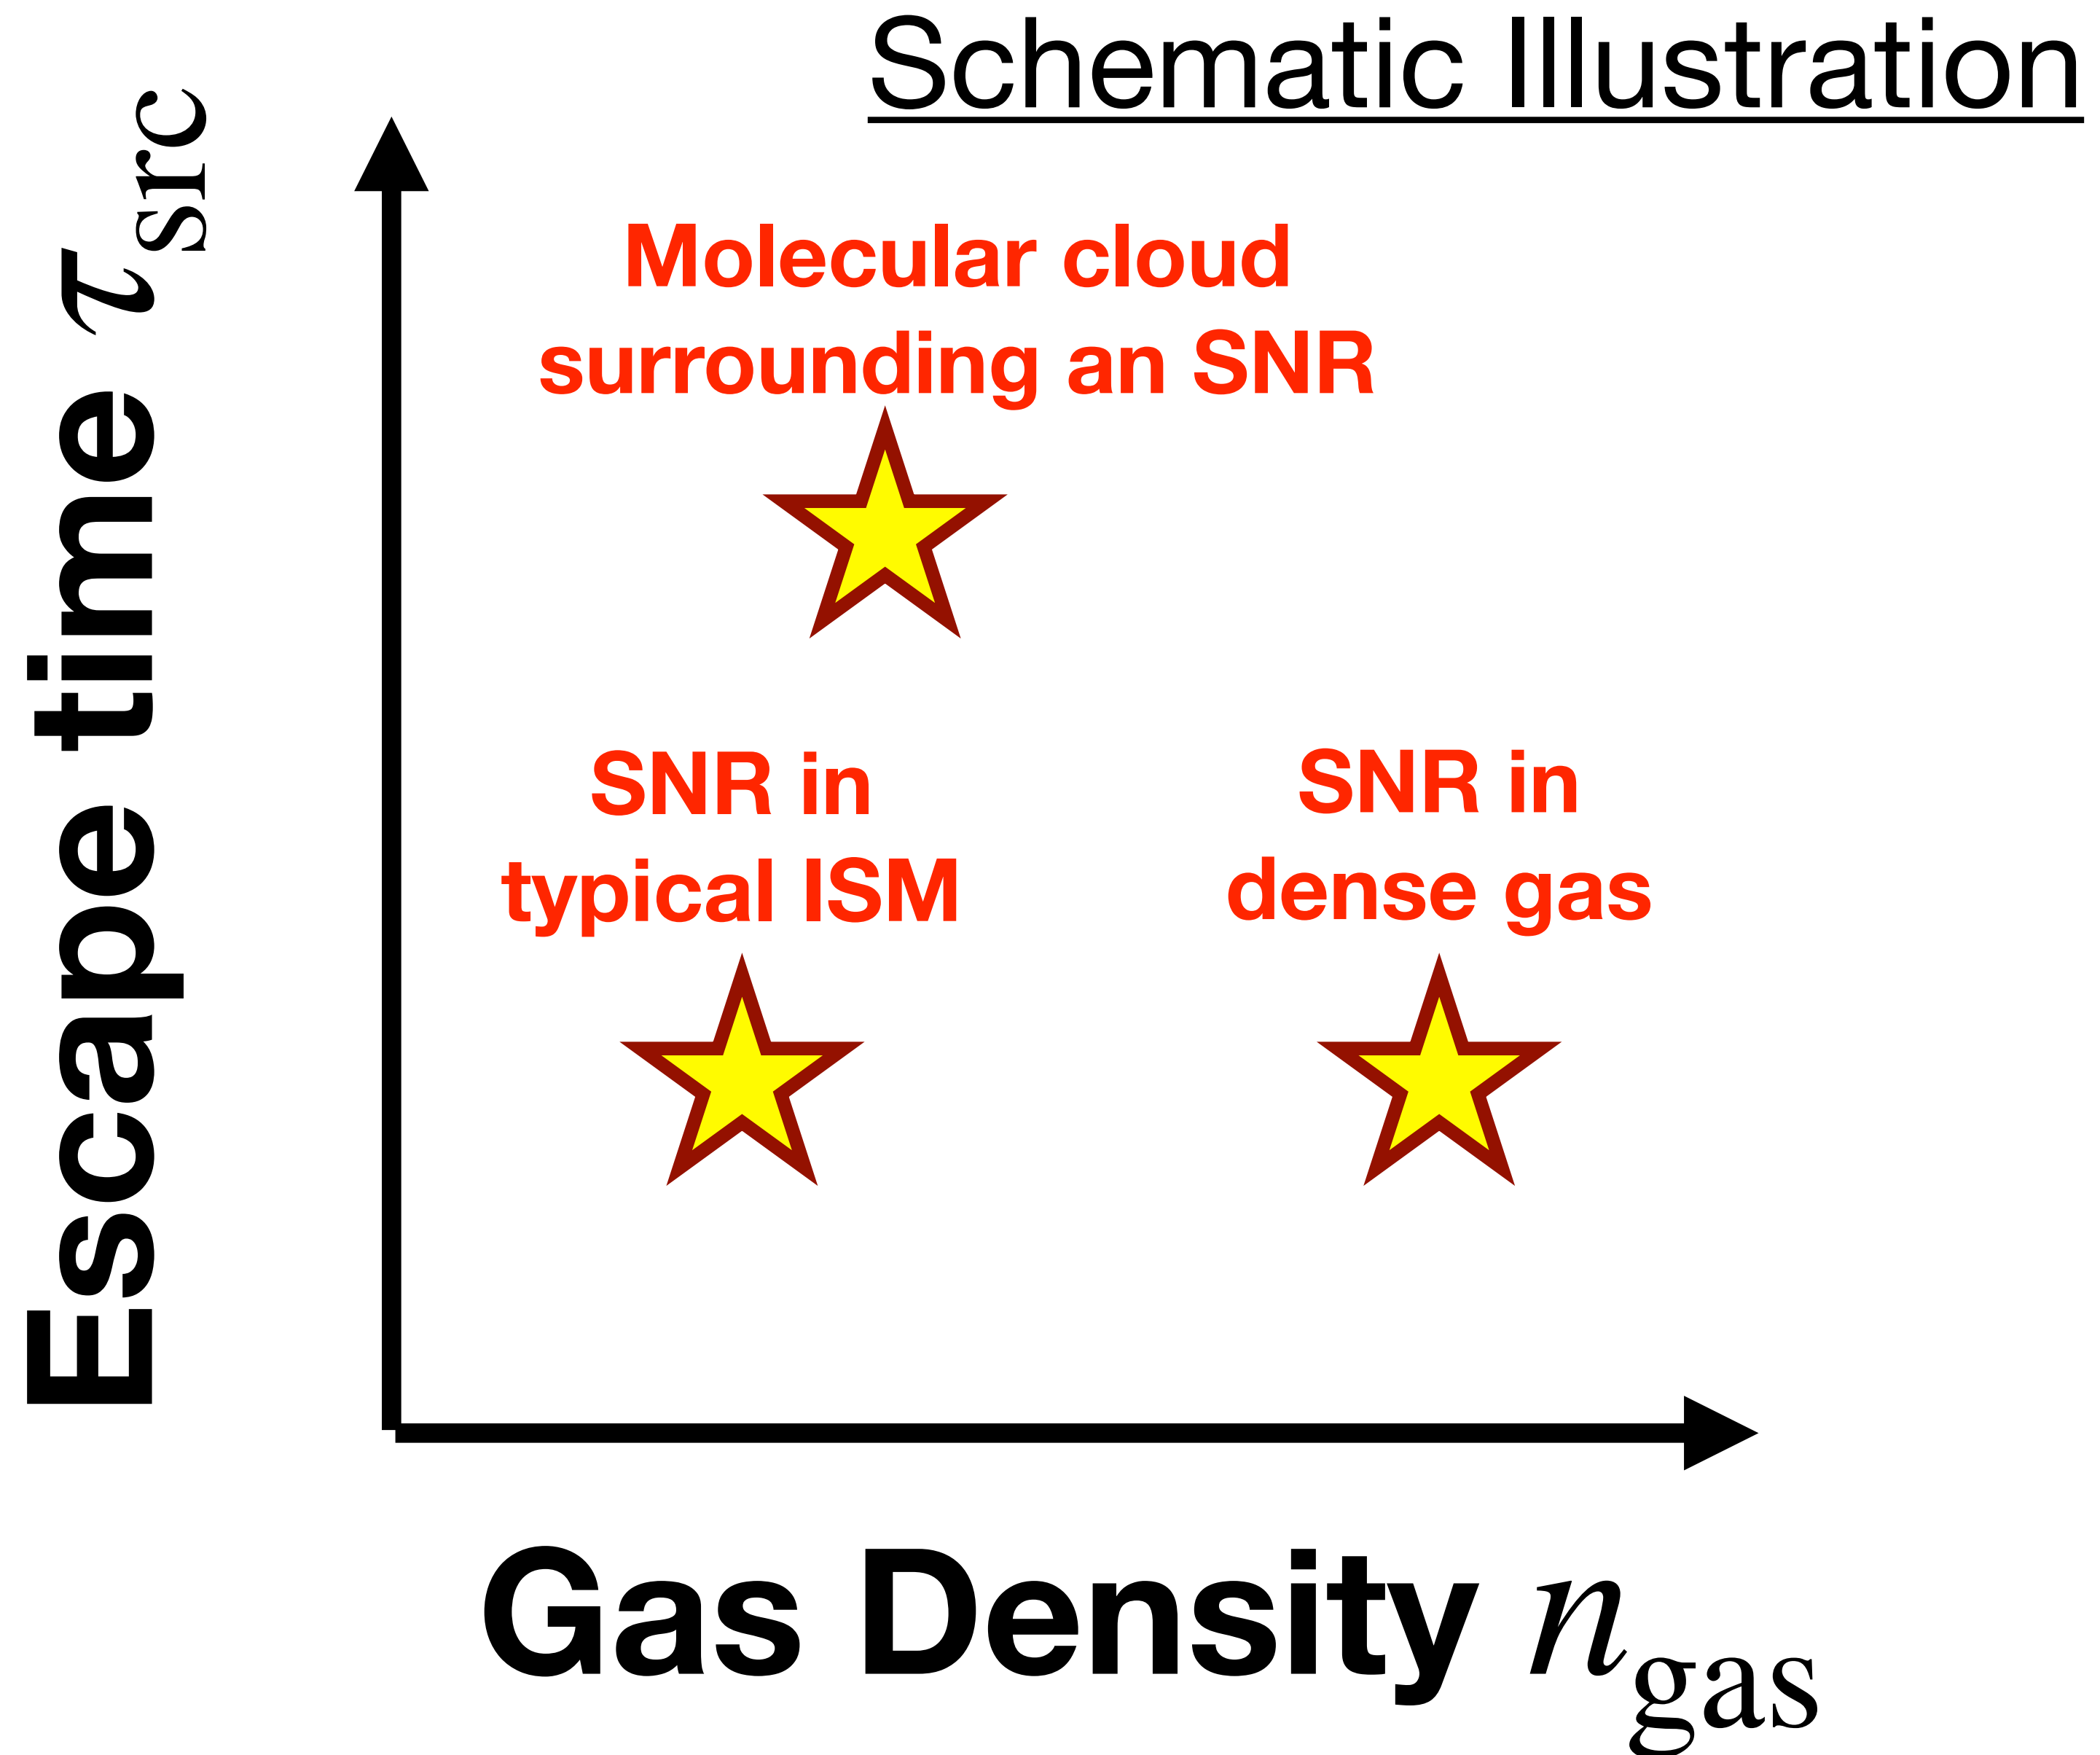 Schematic Illustration
Escape time τsrc
Molecular cloud
surrounding an SNR
SNR in
typical ISM
SNR in
dense gas
Gas Density ngas